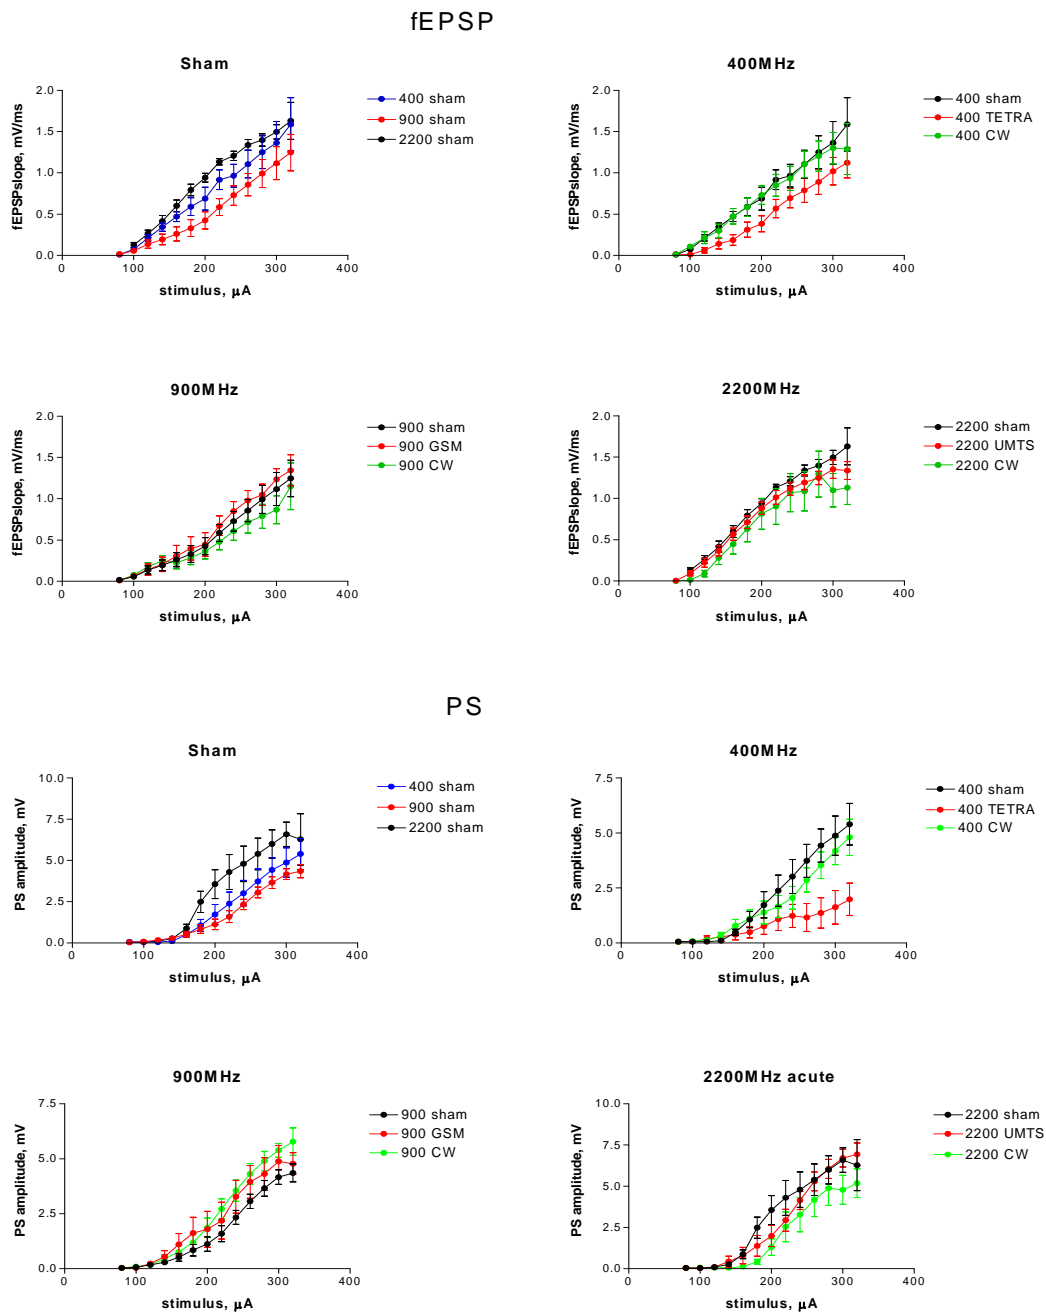 fEPSP
Sham
fEPSPslope, mV/ms
2.0
1.5
1.0
0.5
0.0
0
100
200
300
400
stimulus, µA
400 sham
900 sham
2200 sham
400MHz
fEPSPslope, mV/ms
2.0
1.5
1.0
0.5
0.0
0
100
200
300
400
stimulus, µA
400 sham
400 TETRA
400 CW
900MHz
fEPSPslope, mV/ms
2.0
1.5
1.0
0.5
0.0
0
100
200
300
400
stimulus, µA
900 sham
900 GSM
900 CW
2200MHz
fEPSPslope, mV/ms
2.0
1.5
1.0
0.5
0.0
0
100
200
300
400
stimulus, µA
2200 sham
2200 UMTS
2200 CW
PS
Sham
PS amplitude, mV
10.0
7.5
5.0
2.5
0.0
0
100
200
300
400
stimulus, µA
400 sham
900 sham
2200 sham
400MHz
PS amplitude, mV
7.5
5.0
2.5
0.0
0
100
200
300
400
stimulus, µA
400 sham
400 TETRA
400 CW
900MHz
PS amplitude, mV
7.5
5.0
2.5
0.0
0
100
200
300
400
stimulus, µA
900 sham
900 GSM
900 CW
2200MHz acute
PS amplitude, mV
10.0
7.5
5.0
2.5
0.0
0
100
200
300
400
stimulus, µA
2200 sham
2200 UMTS
2200 CW